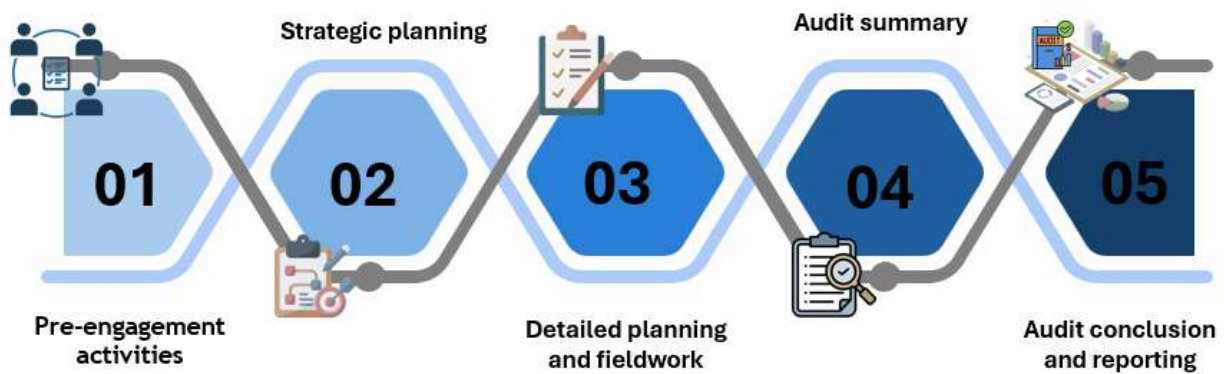 Strategic planning
Audit summary
AUDIT
01
02
03
04
05
Pre-engagement
activities
Detailed planning
and fieldwork
Audit conclusion
and reporting